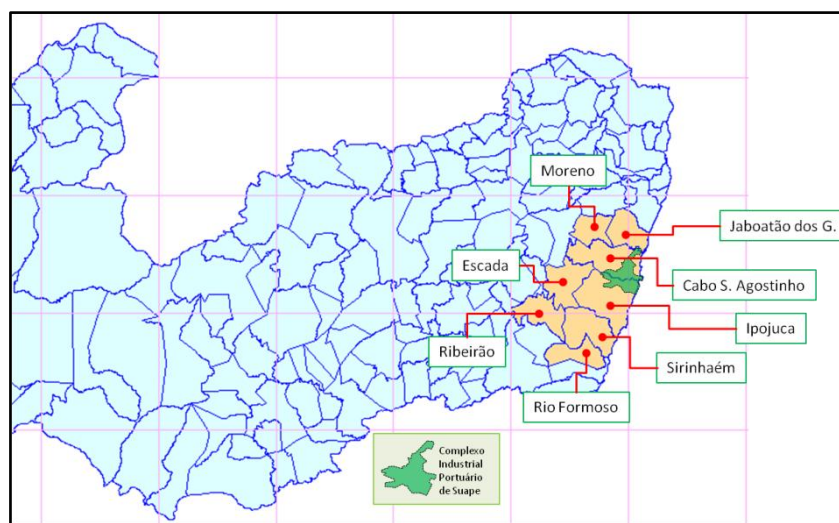 Moreno
Jaboatão dos G.
Escada
Cabo S. Agostinho
Ipojuca
Ribeirão
Sirinhaém
Rio Formoso
Complexo
Industrial
Portuário
de Suape